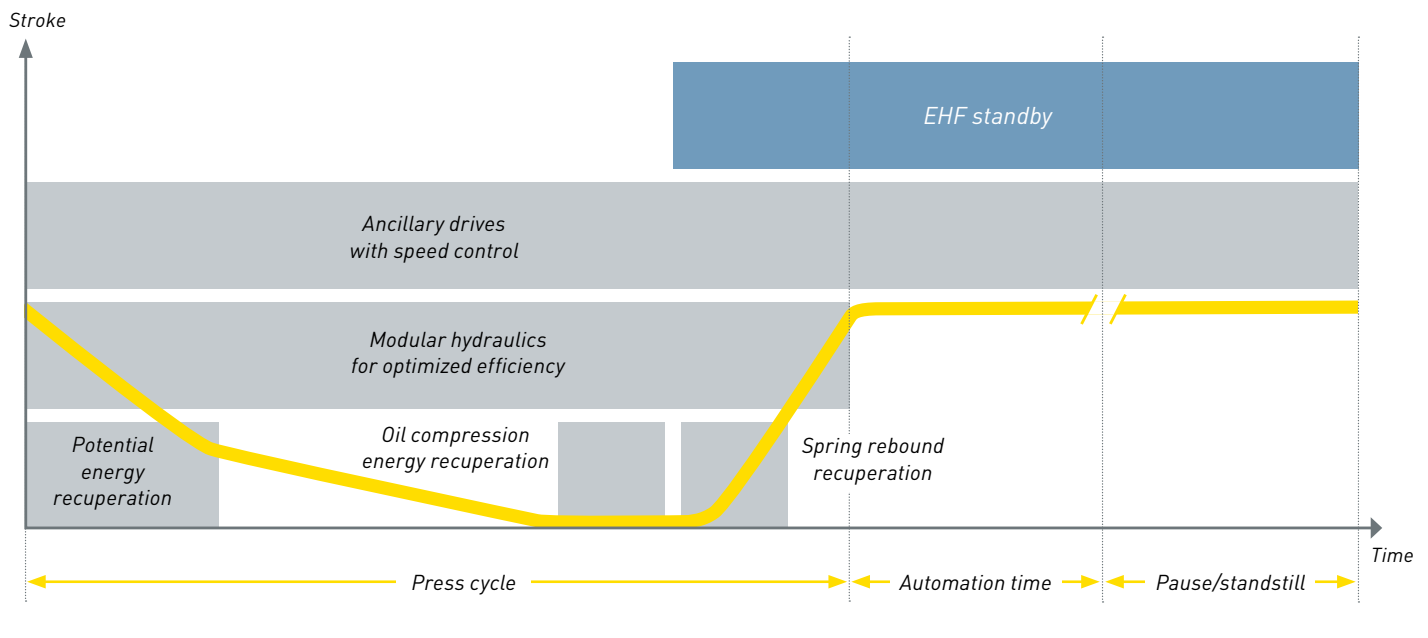 Stroke
EHF standby
Ancillary drives
with speed control
Modular hydraulics
for optimized efficiency
Potential
energy
recuperation
Oil compression
energy recuperation
Spring rebound
recuperation
Time
Press cycle
Automation time
Pause/standstill